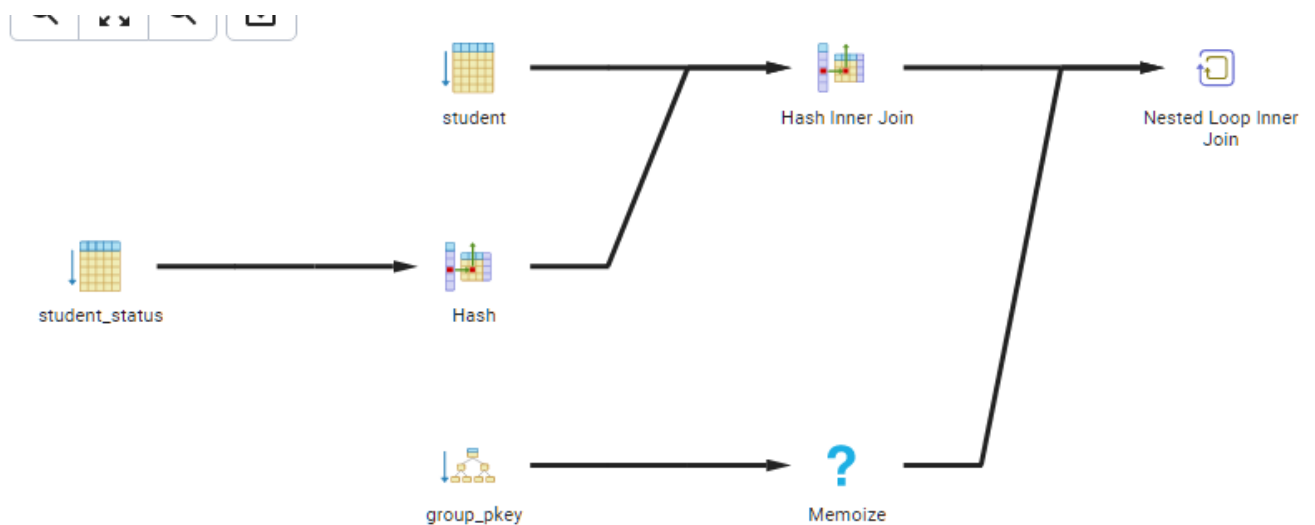 student
Hash Inner Join
Nested Loop Inner
Join
student_status
Hash
group_pkey
?
Memoize